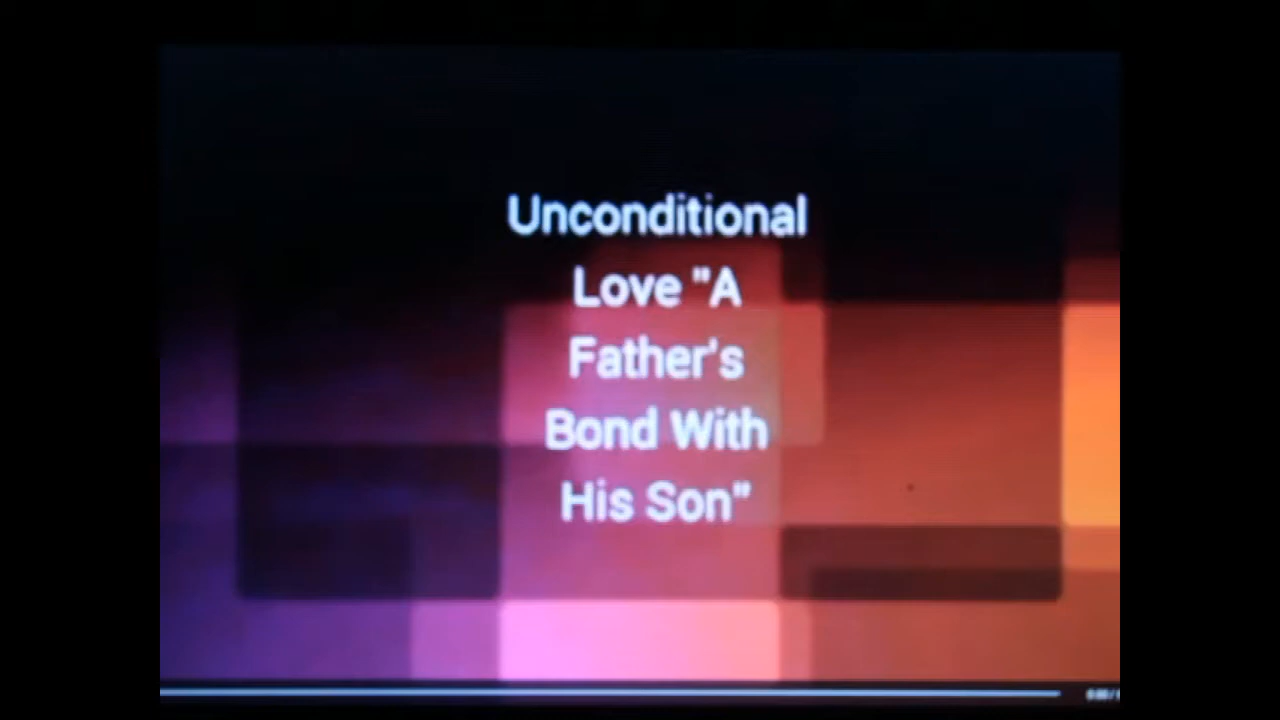 Unconditional
Love "A
Father's
Bond With
His Son"